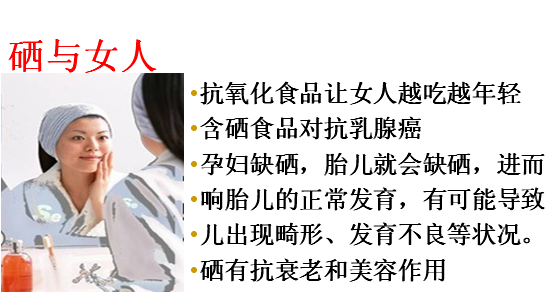 硒与女人
•抗氧化食品让女人越吃越年轻
•含硒食品对抗乳腺癌
•孕妇缺硒，胎儿就会缺硒，进而
•响胎儿的正常发育，有可能导致
•儿出现畸形、发育不良等状况。
•硒有抗衰老和美容作用
Se